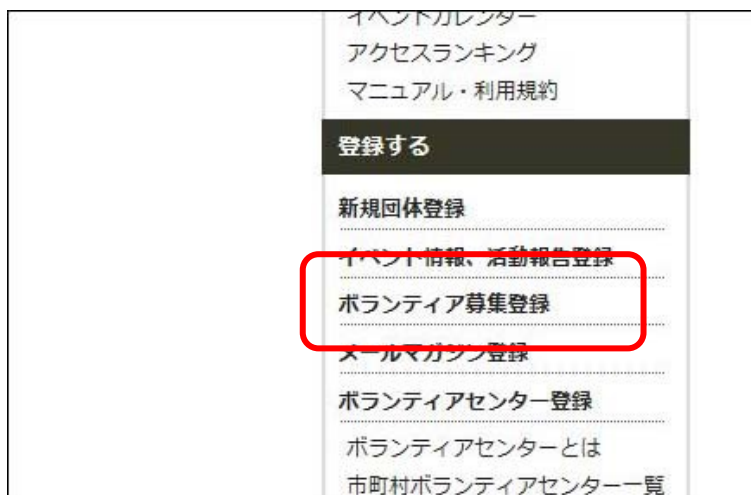 イベントカレンダー
アクセスランキング
マニュアル・利用規約
登録する
新規団体登録
イベント情報、活動報告登録
ボランティア募集登録
メールマガジン登録
ボランティアセンター登録
ボランティアセンターとは
市町村ボランティアセンター一覧